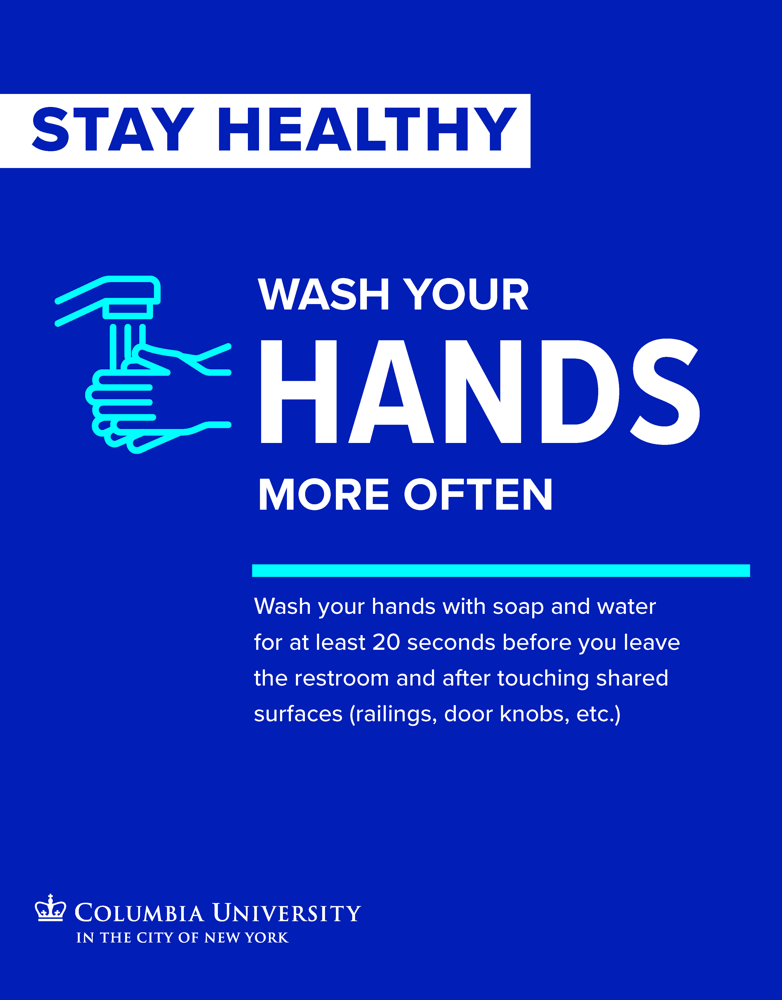 STAY HEALTHY
WASH YOUR
HANDS
MORE OFTEN
Wash your hands with soap and water
for at least 20 seconds before you leave
the restroom and after touching shared
surfaces (railings, door knobs, etc.)
COLUMBIA UNIVERSITY
IN THE CITY OF NEW YORK